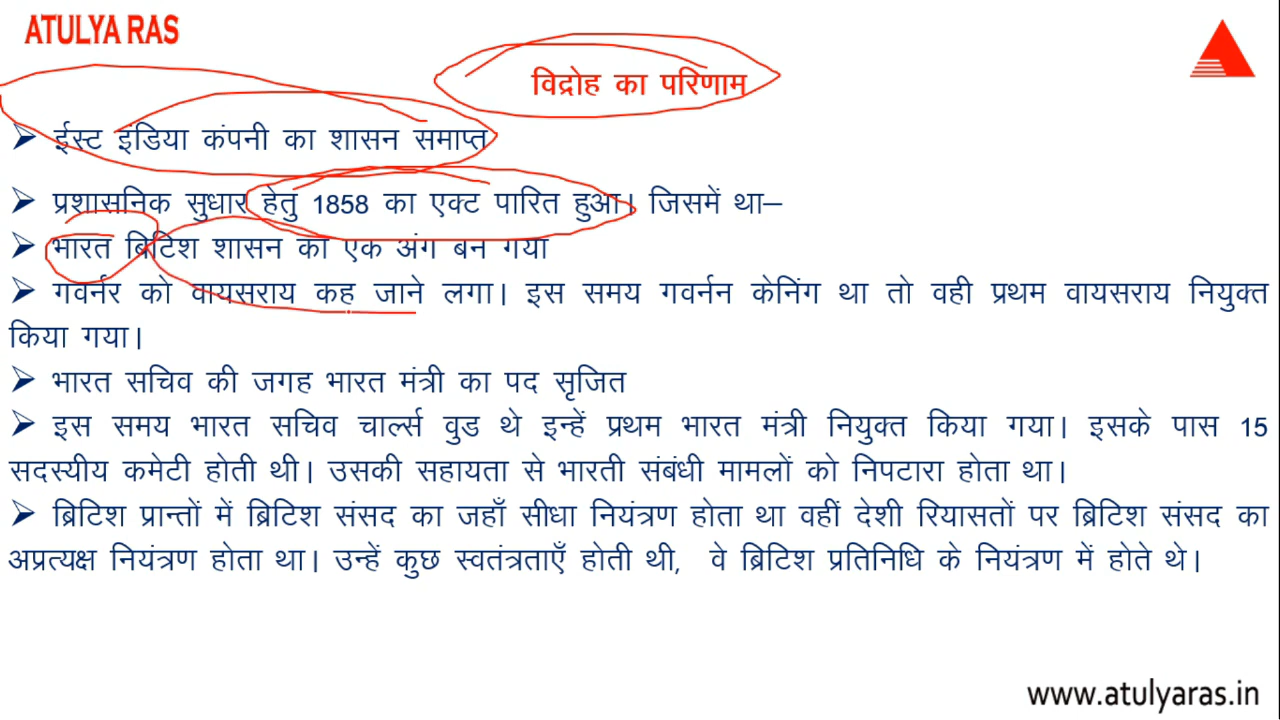 ATULYA RAS
विद्रोह का परिणाम
➤ ईस्ट इंडिया कंपनी का शासन समाप्त
➤ प्रशासनिक सुधार हेतु 1858 का एक्ट पारित हुआ। जिसमें था–
➤ भारत ब्रिटिश शासन का एक अंग बन गया
➤ गवर्नर को वायसराय कह जाने लगा। इस समय गवर्नन केनिंग था तो वही प्रथम वायसराय नियुक्त
किया गया।
➤ भारत सचिव की जगह भारत मंत्री का पद सृजित
➤ इस समय भारत सचिव चार्ल्स वुड थे इन्हें प्रथम भारत मंत्री नियुक्त किया गया। इसके पास 15
सदस्यीय कमेटी होती थी। उसकी सहायता से भारती संबंधी मामलों को निपटारा होता था।
➤ ब्रिटिश प्रान्तों में ब्रिटिश संसद का जहाँ सीधा नियंत्रण होता था वहीं देशी रियासतों पर ब्रिटिश संसद का
अप्रत्यक्ष नियंत्रण होता था। उन्हें कुछ स्वतंत्रताएँ होती थी, वे ब्रिटिश प्रतिनिधि के नियंत्रण में होते थे।
www.atulyaras.in